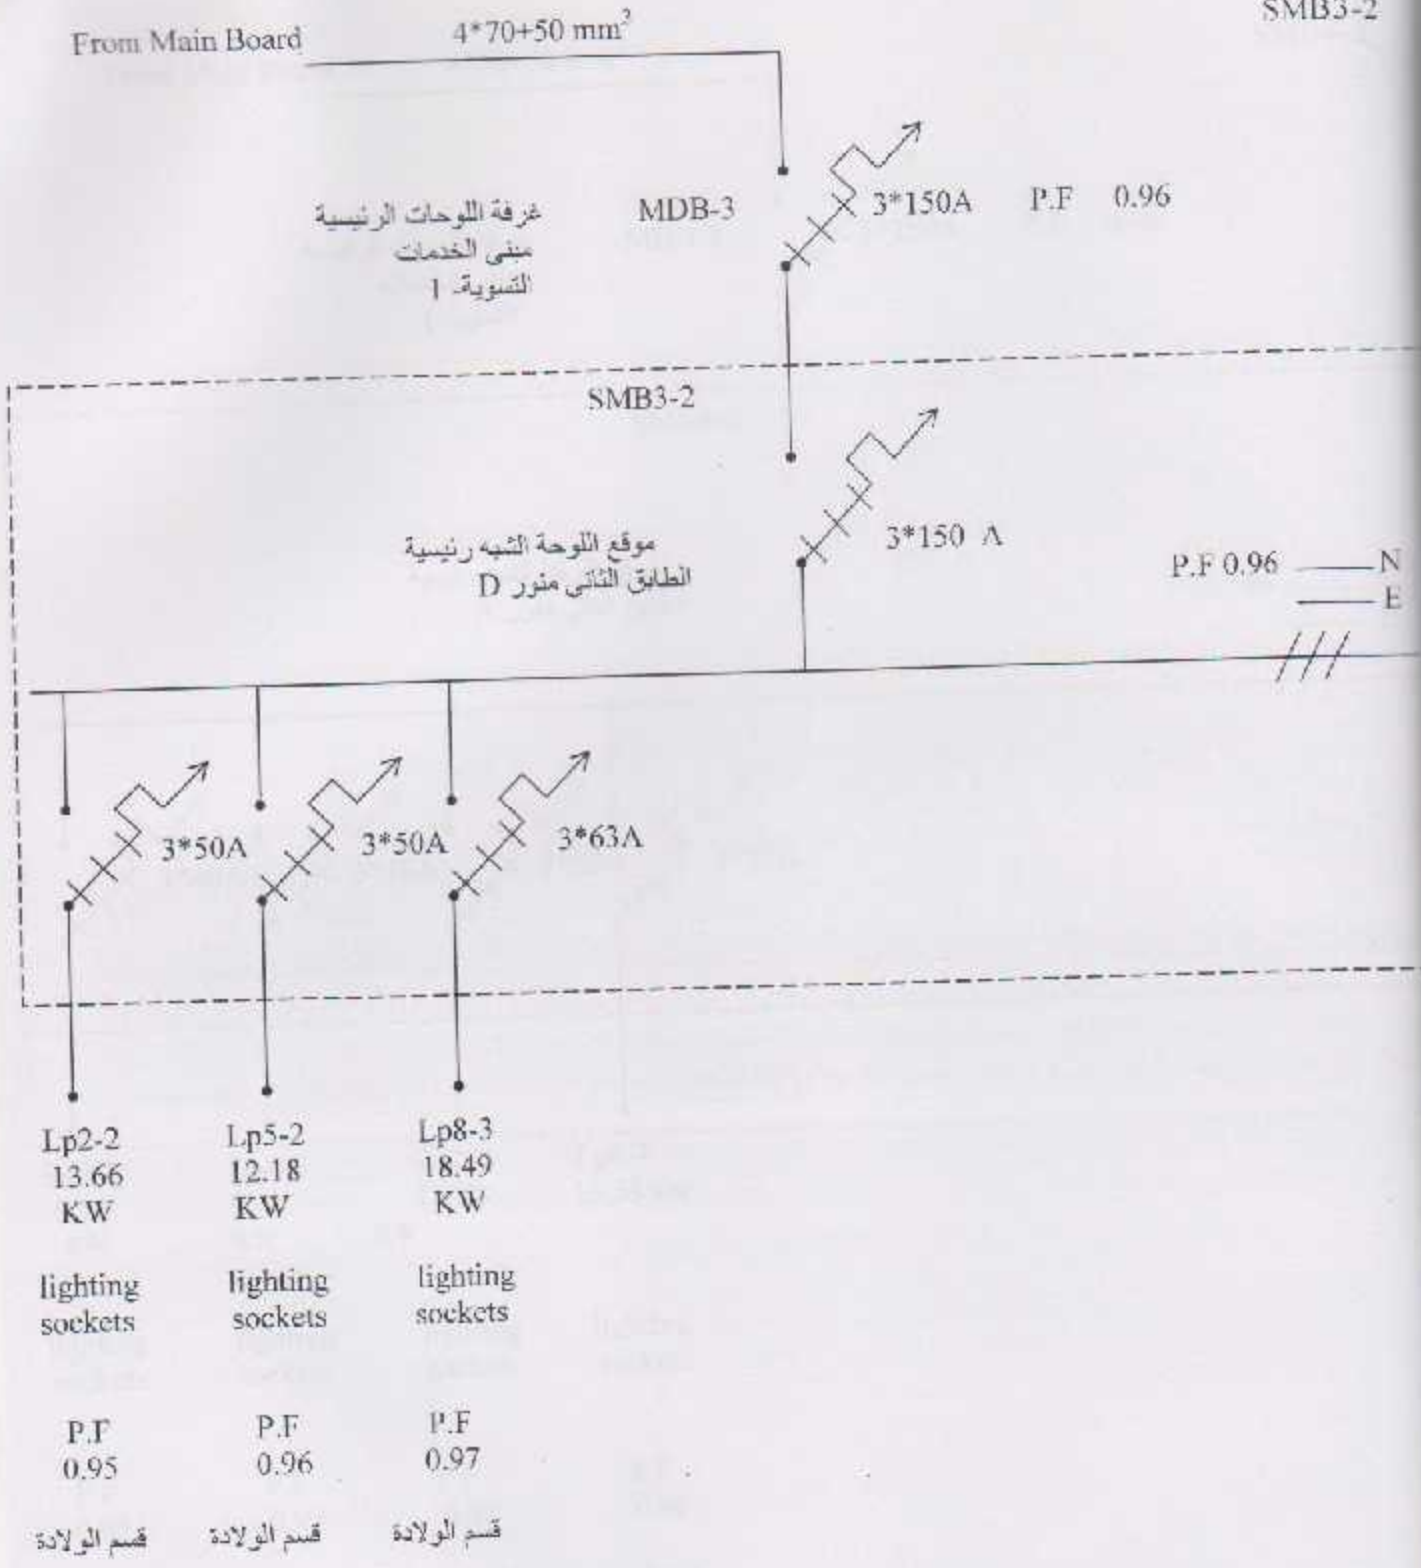 SMB3-2
From Main Board 4*70+50 mm²
غرفة اللوحات الرئيسية
مبنى الخدمات
التسوية- 1
MDB-3
3*150A P.F 0.96
SMB3-2
موقع اللوحة الشبه رئيسية
الطابق الثاني منور D
3*150 A
P.F 0.96
N
E
3*50A 3*50A 3*63A
Lp2-2 Lp5-2 Lp8-3
13.66 12.18 18.49
KW KW KW
lighting lighting lighting
sockets sockets sockets
P.F P.F P.F
0.95 0.96 0.97
قسم الولادة قسم الولادة قسم الولادة